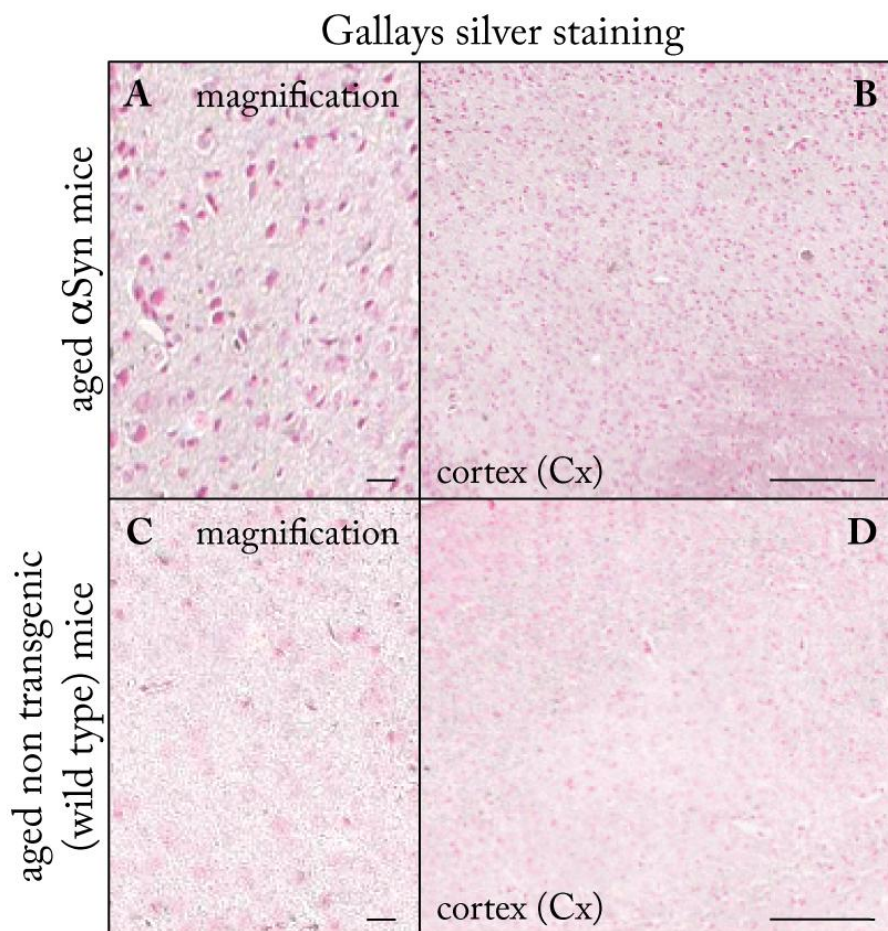 Gallays silver staining
A magnification
B
aged αSyn mice
cortex (Cx)
C magnification
D
aged non transgenic
(wild type) mice
cortex (Cx)